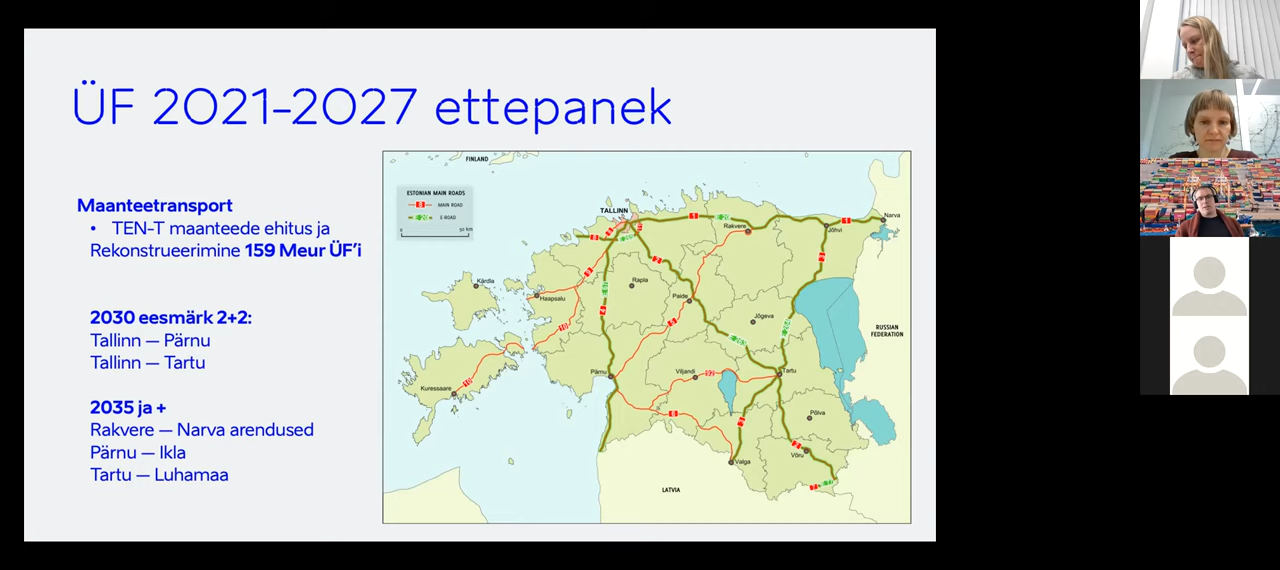 ÜF 2021-2027 ettepanek
Maanteetransport
• TEN-T maanteede ehitus ja
Rekonstrueerimine 159 Meur ÜF'i
2030 eesmärk 2+2:
Tallinn — Pärnu
Tallinn — Tartu
2035 ja +
Rakvere — Narva arendused
Pärnu — Ikla
Tartu — Luhamaa
FINLAND
ESTONIAN MAIN ROADS
MAIN ROAD
E-ROAD
0 50 km
TALLINN
Narva
Rakvere
Jõhvi
Kärdla
Haapsalu
Rapla
Paide
Jõgeva
RUSSIAN
FEDERATION
Kuressaare
Pärnu
Viljandi
Tartu
Põlva
Võru
Valga
LATVIA